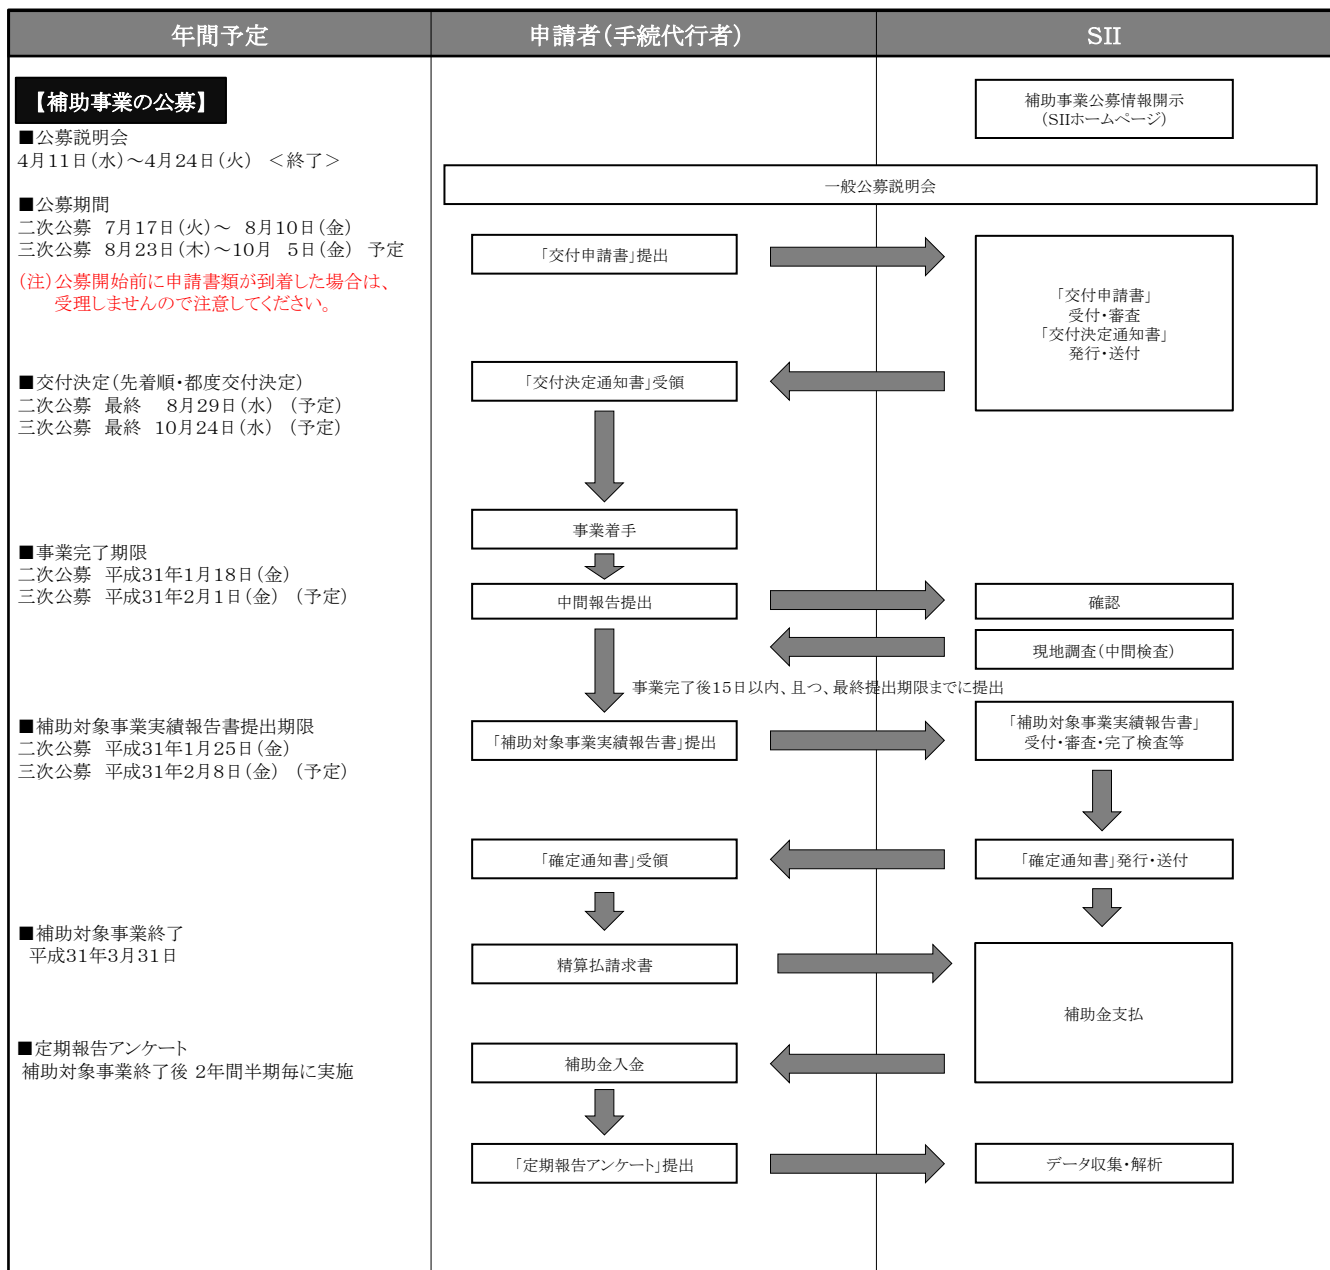 年間予定
申請者(手続代行者)
SII
【補助事業の公募】
■公募説明会
4月11日(水)～4月24日(火) ＜終了＞
■公募期間
二次公募 7月17日(火)～ 8月10日(金)
三次公募 8月23日(木)～10月 5日(金) 予定
(注)公募開始前に申請書類が到着した場合は、
受理しませんので注意してください。
■交付決定(先着順・都度交付決定)
二次公募 最終 8月29日(水) (予定)
三次公募 最終 10月24日(水) (予定)
■事業完了期限
二次公募 平成31年1月18日(金)
三次公募 平成31年2月1日(金) (予定)
■補助対象事業実績報告書提出期限
二次公募 平成31年1月25日(金)
三次公募 平成31年2月8日(金) (予定)
■補助対象事業終了
平成31年3月31日
■定期報告アンケート
補助対象事業終了後 2年間半期毎に実施
補助事業公募情報開示
(SIIホームページ)
一般公募説明会
「交付申請書」提出
「交付申請書」
受付・審査
「交付決定通知書」
発行・送付
「交付決定通知書」受領
事業着手
中間報告提出
確認
現地調査(中間検査)
事業完了後15日以内、且つ、最終提出期限までに提出
「補助対象事業実績報告書」提出
「補助対象事業実績報告書」
受付・審査・完了検査等
「確定通知書」受領
「確定通知書」発行・送付
精算払請求書
補助金支払
補助金入金
「定期報告アンケート」提出
データ収集・解析